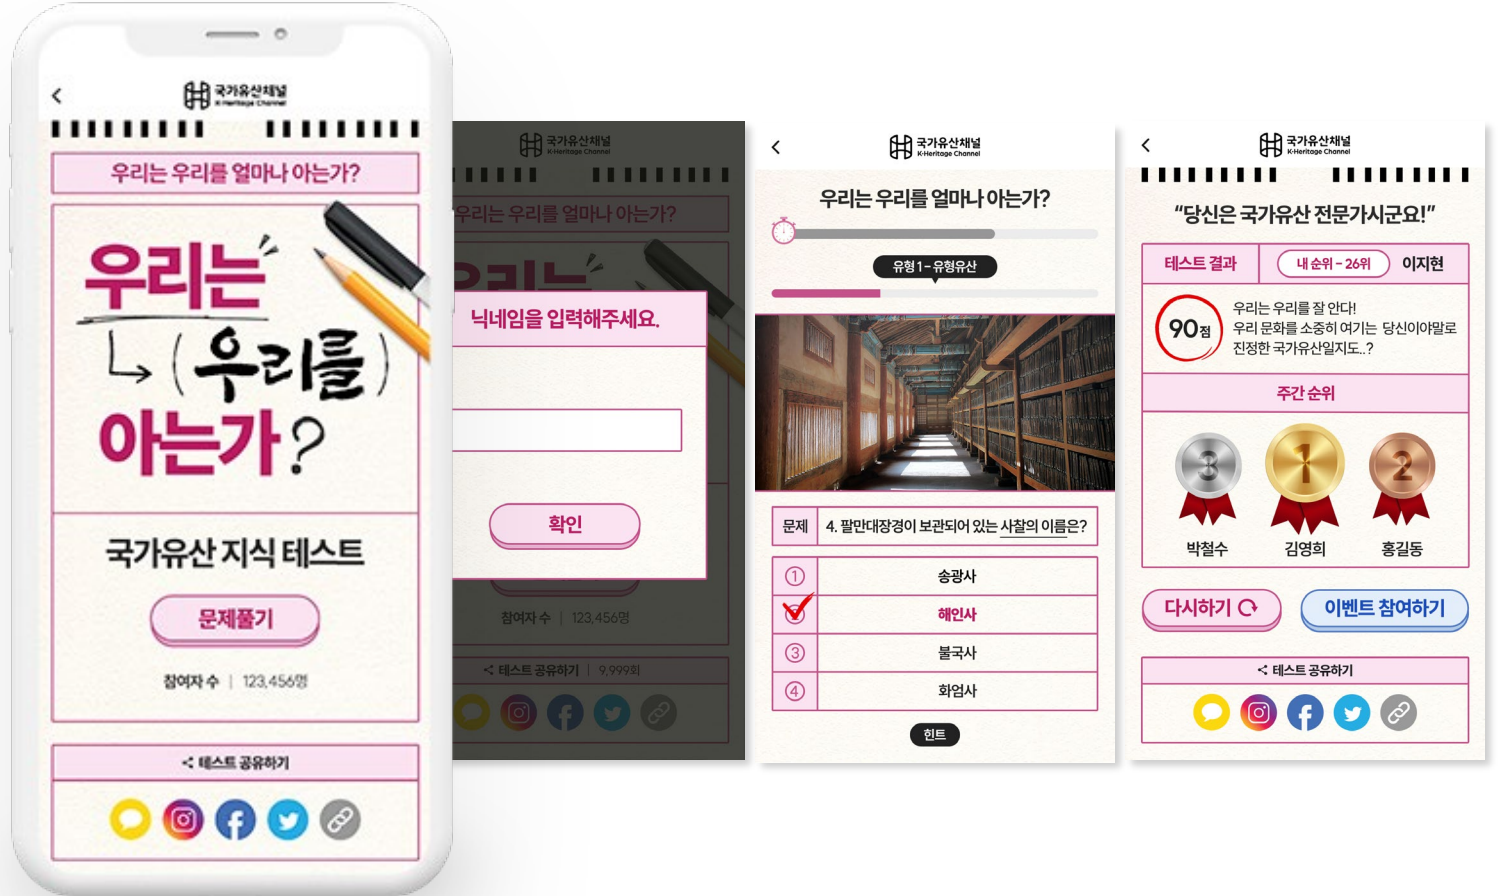 국가유산채널
K-Heritage Channel
우리는 우리를 얼마나 아는가?
우리는
(우리를)
아는가?
국가유산 지식 테스트
문제풀기
참여자 수 | 123,456명
테스트 공유하기
국가유산채널
K-Heritage Channel
우리는 우리를 얼마나 아는가?
우리는
닉네임을 입력해주세요.
확인
참여자 수 | 123,456명
테스트 공유하기 | 9,999회
국가유산채널
K-Heritage Channel
우리는 우리를 얼마나 아는가?
유형 1 - 유형유산
문제 4. 팔만대장경이 보관되어 있는 사찰의 이름은?
① 송광사
해인사
③ 불국사
④ 화엄사
힌트
국가유산채널
K-Heritage Channel
“당신은 국가유산 전문가시군요!”
테스트 결과 내 순위 - 26위 이지현
90점
우리는 우리를 잘 안다!
우리 문화를 소중히 여기는 당신이야말로
진정한 국가유산일지도..?
주간 순위
3 1 2
박철수 김영희 홍길동
다시하기 이벤트 참여하기
테스트 공유하기